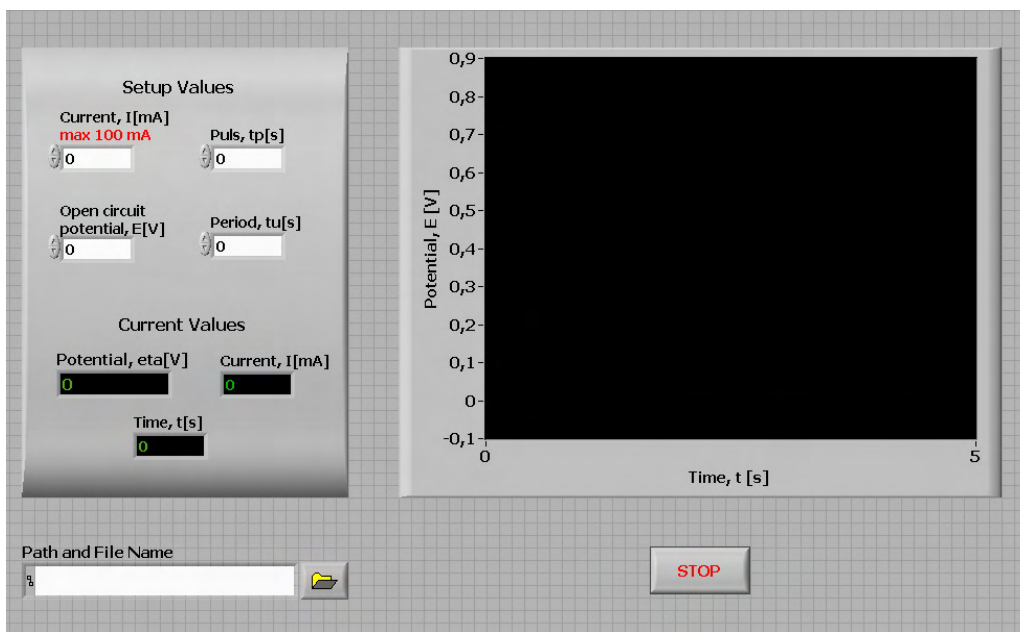 Setup Values
Current, I[mA]
max 100 mA
0
Puls, tp[s]
0
Open circuit
potential, E[V]
0
Period, tu[s]
0
Current Values
Potential, eta[V]
0
Current, I[mA]
0
Time, t[s]
0
Potential, E [V]
0,9
0,8
0,7
0,6
0,5
0,4
0,3
0,2
0,1
0
-0,1
0
5
Time, t [s]
Path and File Name
STOP